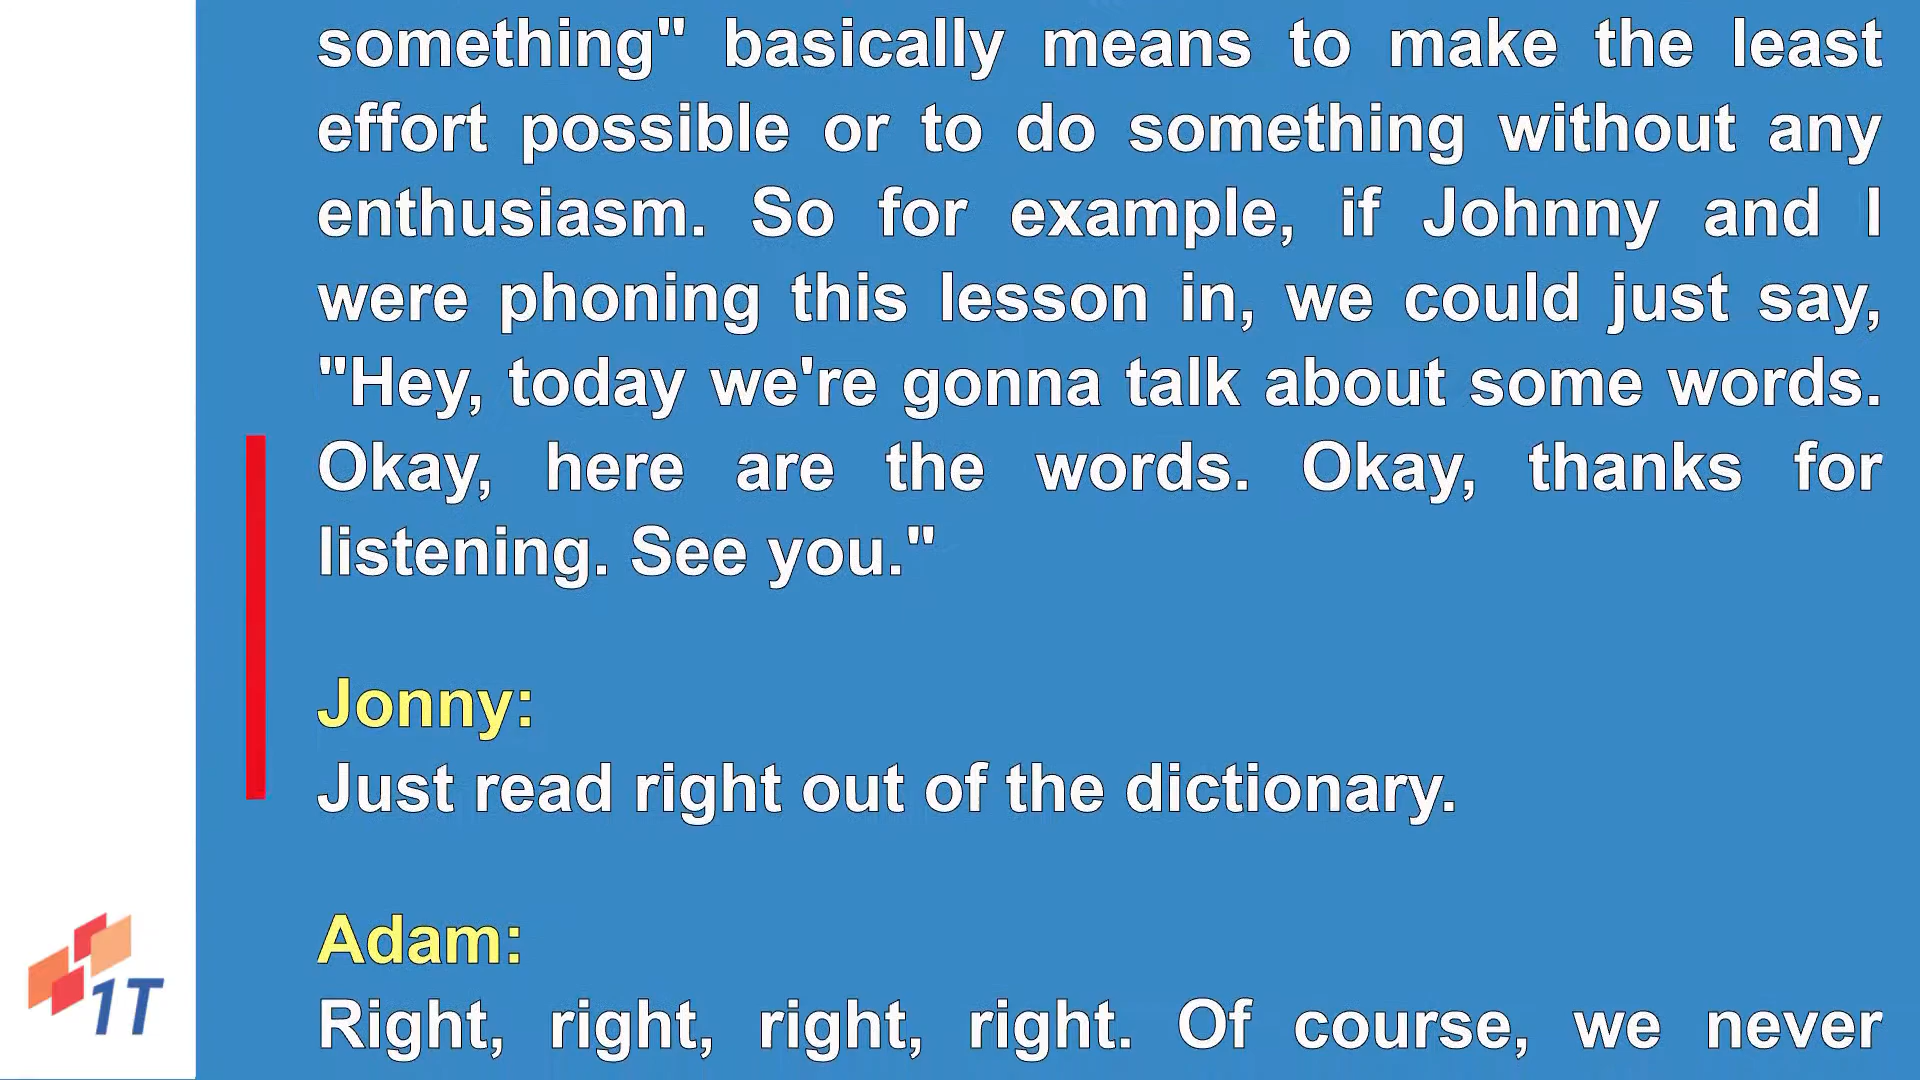 something" basically means to make the least
effort possible or to do something without any
enthusiasm. So for example, if Johnny and I
were phoning this lesson in, we could just say,
"Hey, today we're gonna talk about some words.
Okay, here are the words. Okay, thanks for
listening. See you."
Jonny:
Just read right out of the dictionary.
Adam:
Right, right, right, right. Of course, we never
1T